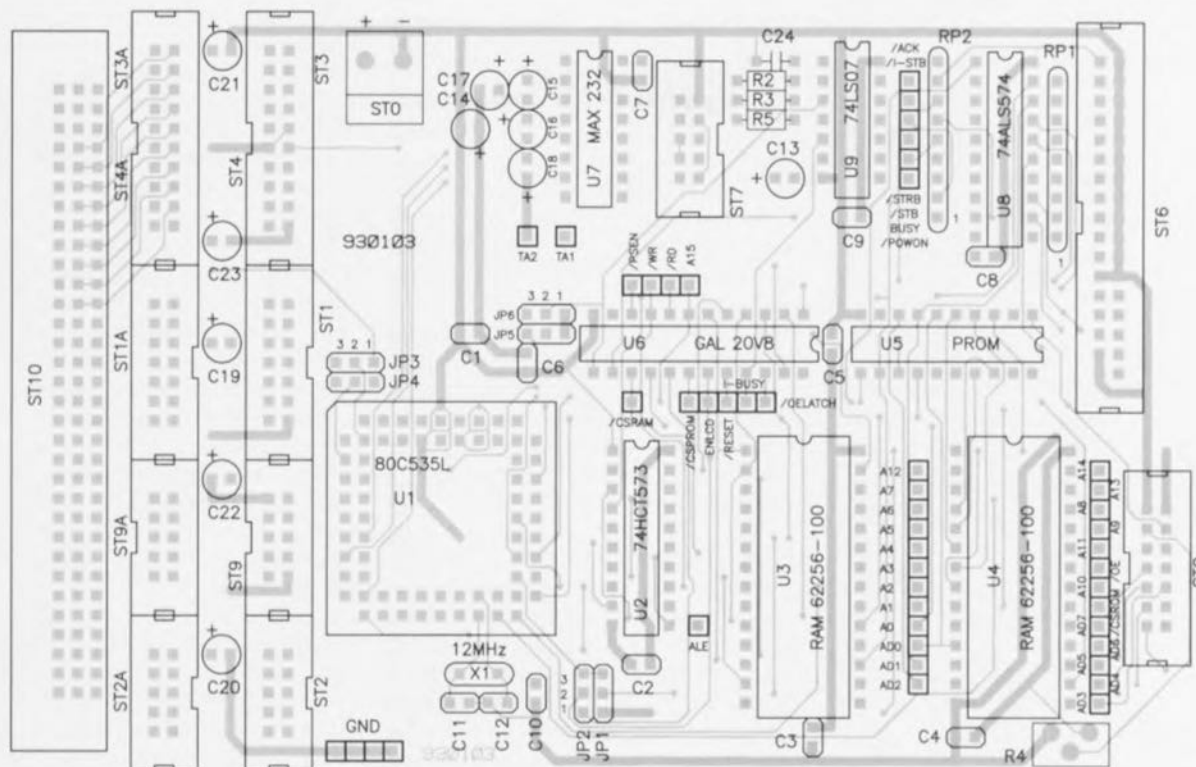 ST10
ST3A
ST4A
ST1A
ST9A
ST2A
+
C21
+
C23
+
C19
+
C22
+
C20
ST3
ST4
ST1
ST9
ST2
+ -
ST0
930103
3 2 1
JP3
JP4
80C535L
U1
12MHz
X1
C11
C12
C10
GND
C17
C14
+
+
+
C15
C16
C18
+
TA2
TA1
MAX 232
U7
C7
ST7
C24
R2
R3
R5
C13
+
74LS07
U9
C9
/ACK
/I-STB
/STRB
/STB
BUSY
/POWON
RP2
1
74ALS574
U8
C8
RP1
1
ST6
/PSEN
/WR
/RD
A15
3 2 1
JP6
JP5
C1
C6
U6
GAL 20V8
C5
U5
PROM
/CSRAM
/CSPROM
ENLCD
/RESET
I-BUSY
/OELATCH
74HCT573
U2
C2
ALE
3
2
1
JP2
JP1
U3
RAM 62256-100
C3
A12
A7
A6
A5
A4
A3
A2
A1
A0
AD0
AD1
AD2
U4
RAM 62256-100
C4
R4
A14
A13
A8
A9
A11
/OE
A10
/CSROM
AD7
AD6
AD5
AD4
AD3